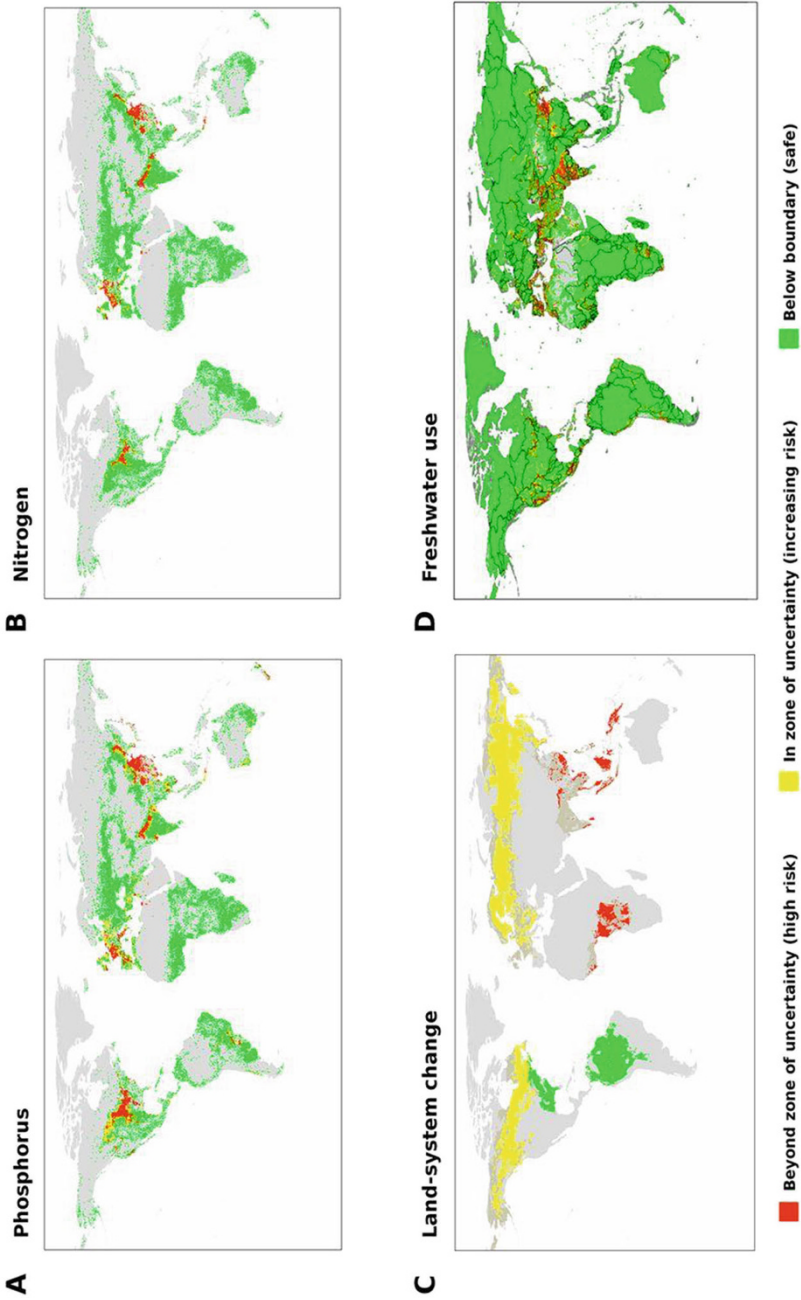 A
Phosphorus
B
Nitrogen
C
Land-system change
D
Freshwater use
Beyond zone of uncertainty (high risk)
In zone of uncertainty (increasing risk)
Below boundary (safe)